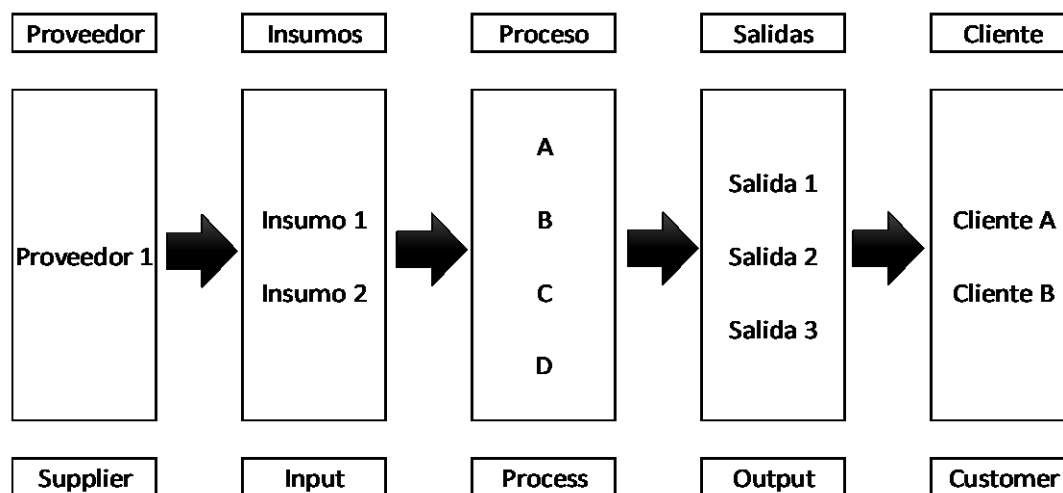 Proveedor
Insumos
Proceso
Salidas
Cliente
Proveedor 1
Insumo 1
Insumo 2
A
B
C
D
Salida 1
Salida 2
Salida 3
Cliente A
Cliente B
Supplier
Input
Process
Output
Customer